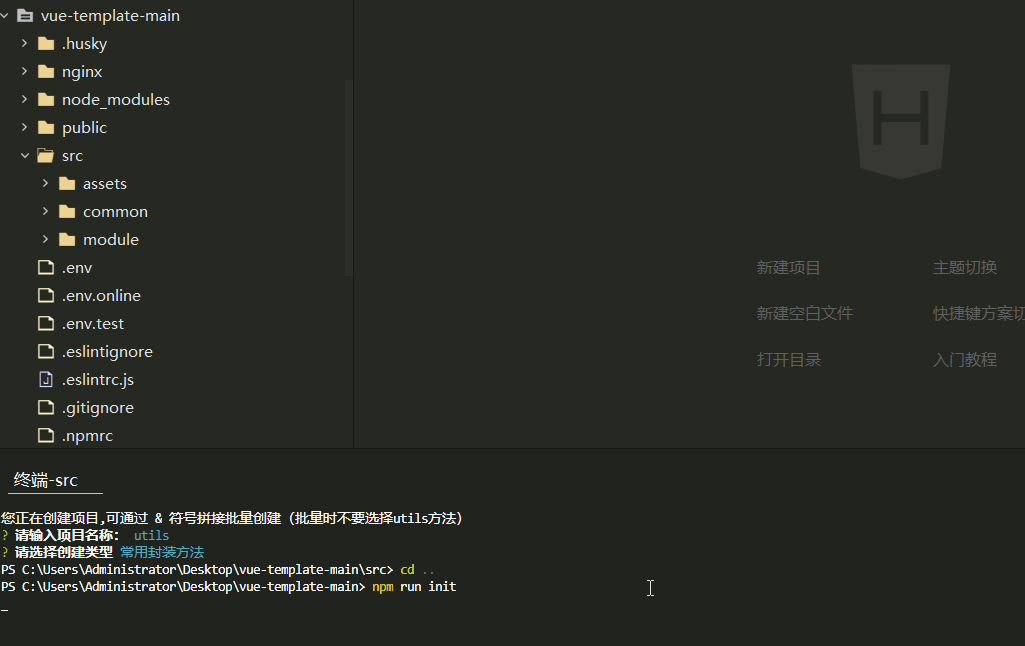 vue-template-main
.husky
nginx
node_modules
public
src
assets
common
module
.env
.env.online
.env.test
.eslintignore
.eslintrc.js
.gitignore
.npmrc
H
新建项目 主题切换
新建空白文件 快捷键方案切
打开目录 入门教程
终端-src
您正在创建项目,可通过 & 符号拼接批量创建 (批量时不要选择utils方法)
? 请输入项目名称: utils
? 请选择创建类型 常用封装方法
PS C:\Users\Administrator\Desktop\vue-template-main\src> cd ..
PS C:\Users\Administrator\Desktop\vue-template-main> npm run init